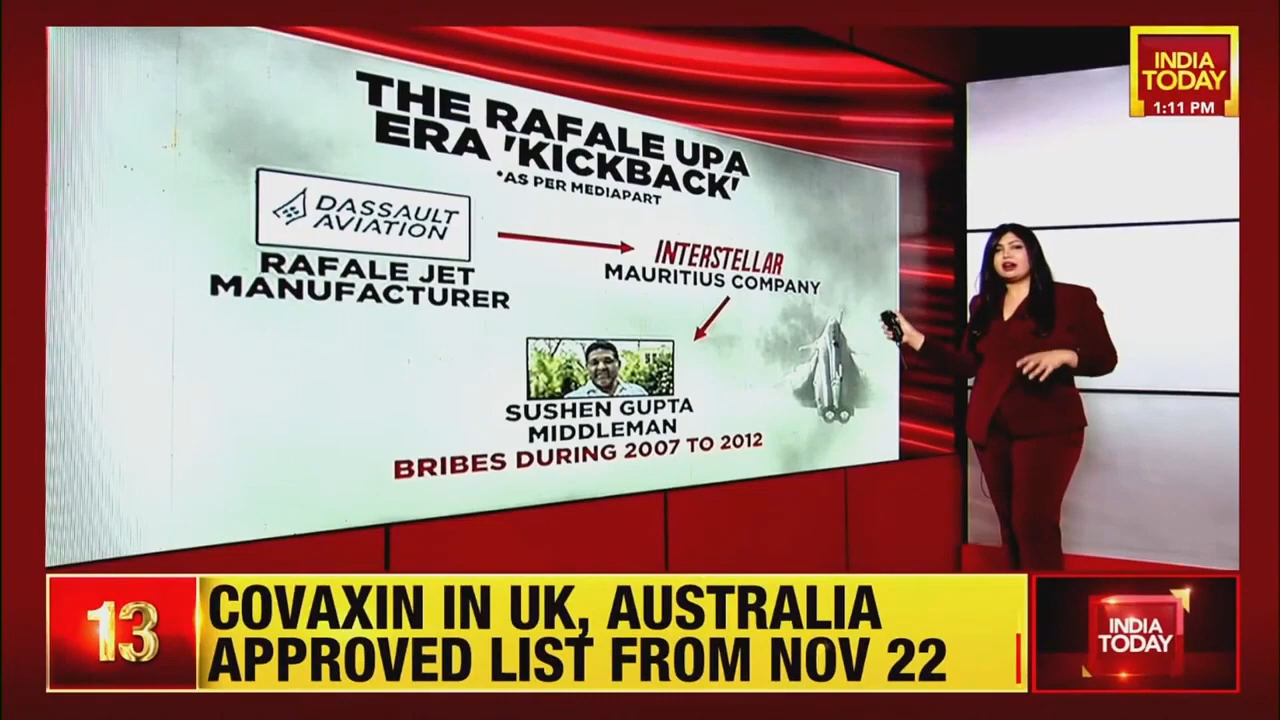 INDIA
TODAY
1:11 PM
THE RAFALE UPA
ERA 'KICKBACK'
*AS PER MEDIAPART
DASSAULT
AVIATION
RAFALE JET
MANUFACTURER
INTERSTELLAR
MAURITIUS COMPANY
SUSHEN GUPTA
MIDDLEMAN
BRIBES DURING 2007 TO 2012
13
COVAXIN IN UK, AUSTRALIA
APPROVED LIST FROM NOV 22
INDIA
TODAY